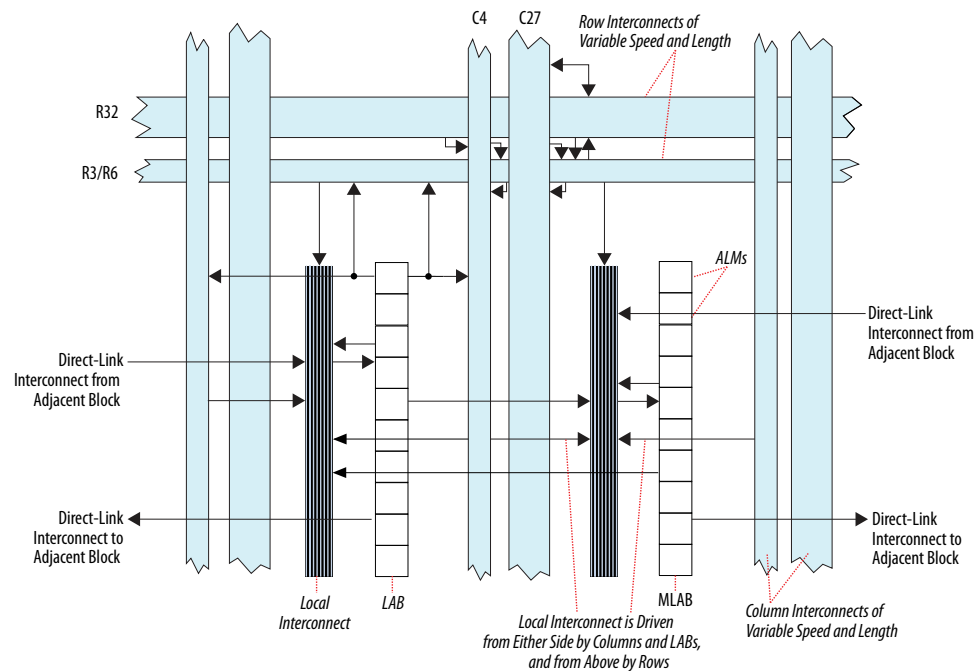 C4
C27
Row Interconnects of
Variable Speed and Length
R32
R3/R6
ALMs
Direct-Link
Interconnect from
Adjacent Block
Direct-Link
Interconnect from
Adjacent Block
Direct-Link
Interconnect to
Adjacent Block
Direct-Link
Interconnect to
Adjacent Block
Local
Interconnect
LAB
MLAB
Local Interconnect is Driven
from Either Side by Columns and LABs,
and from Above by Rows
Column Interconnects of
Variable Speed and Length